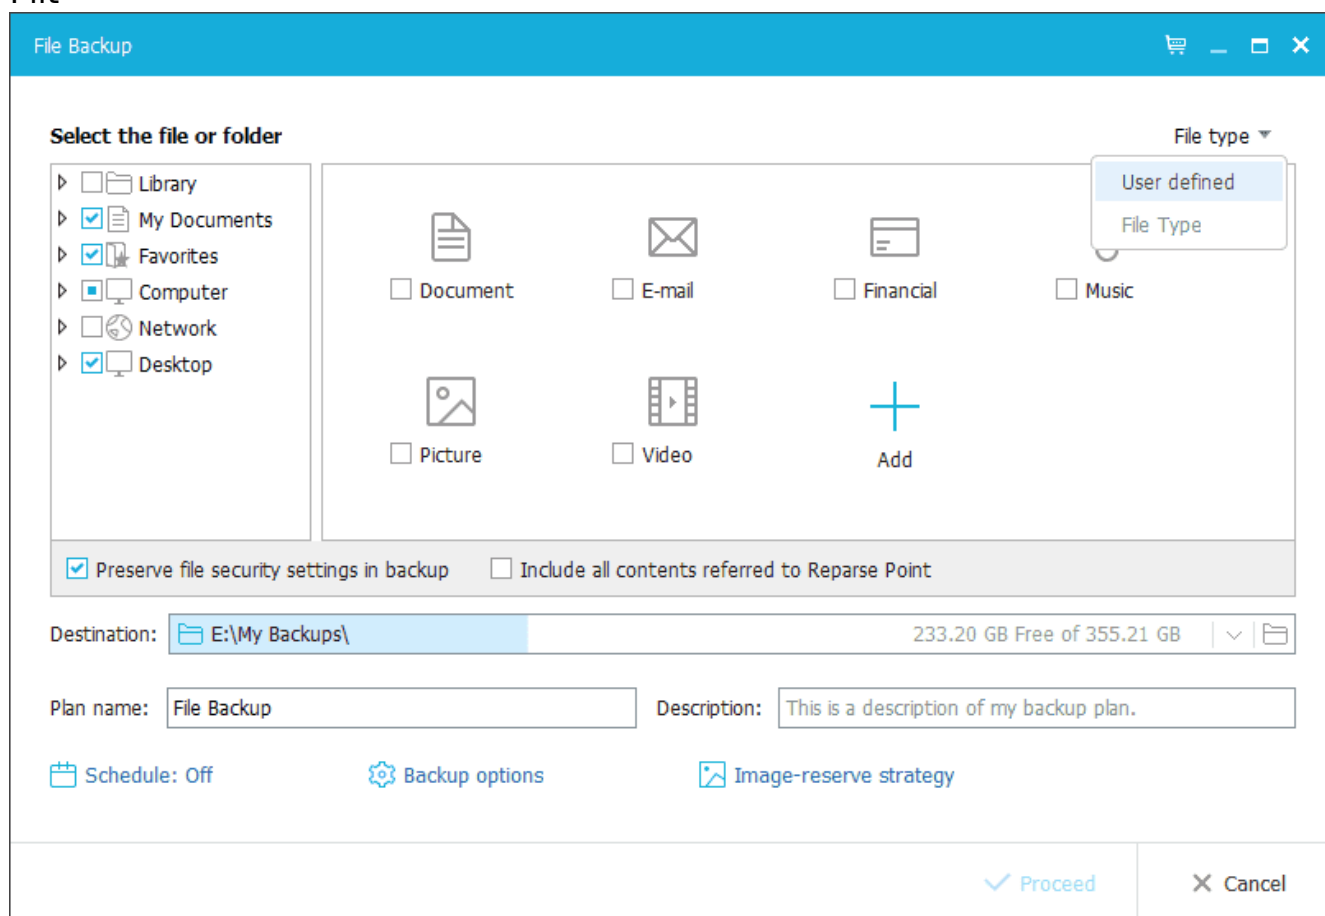 File Backup
Select the file or folder
File type
User defined
File Type
Library
My Documents
Favorites
Computer
Network
Desktop
Document
E-mail
Financial
Music
Picture
Video
Add
Preserve file security settings in backup
Include all contents referred to Reparse Point
Destination: E:\My Backups\ 233.20 GB Free of 355.21 GB
Plan name: File Backup
Description: This is a description of my backup plan.
Schedule: Off
Backup options
Image-reserve strategy
Proceed
Cancel